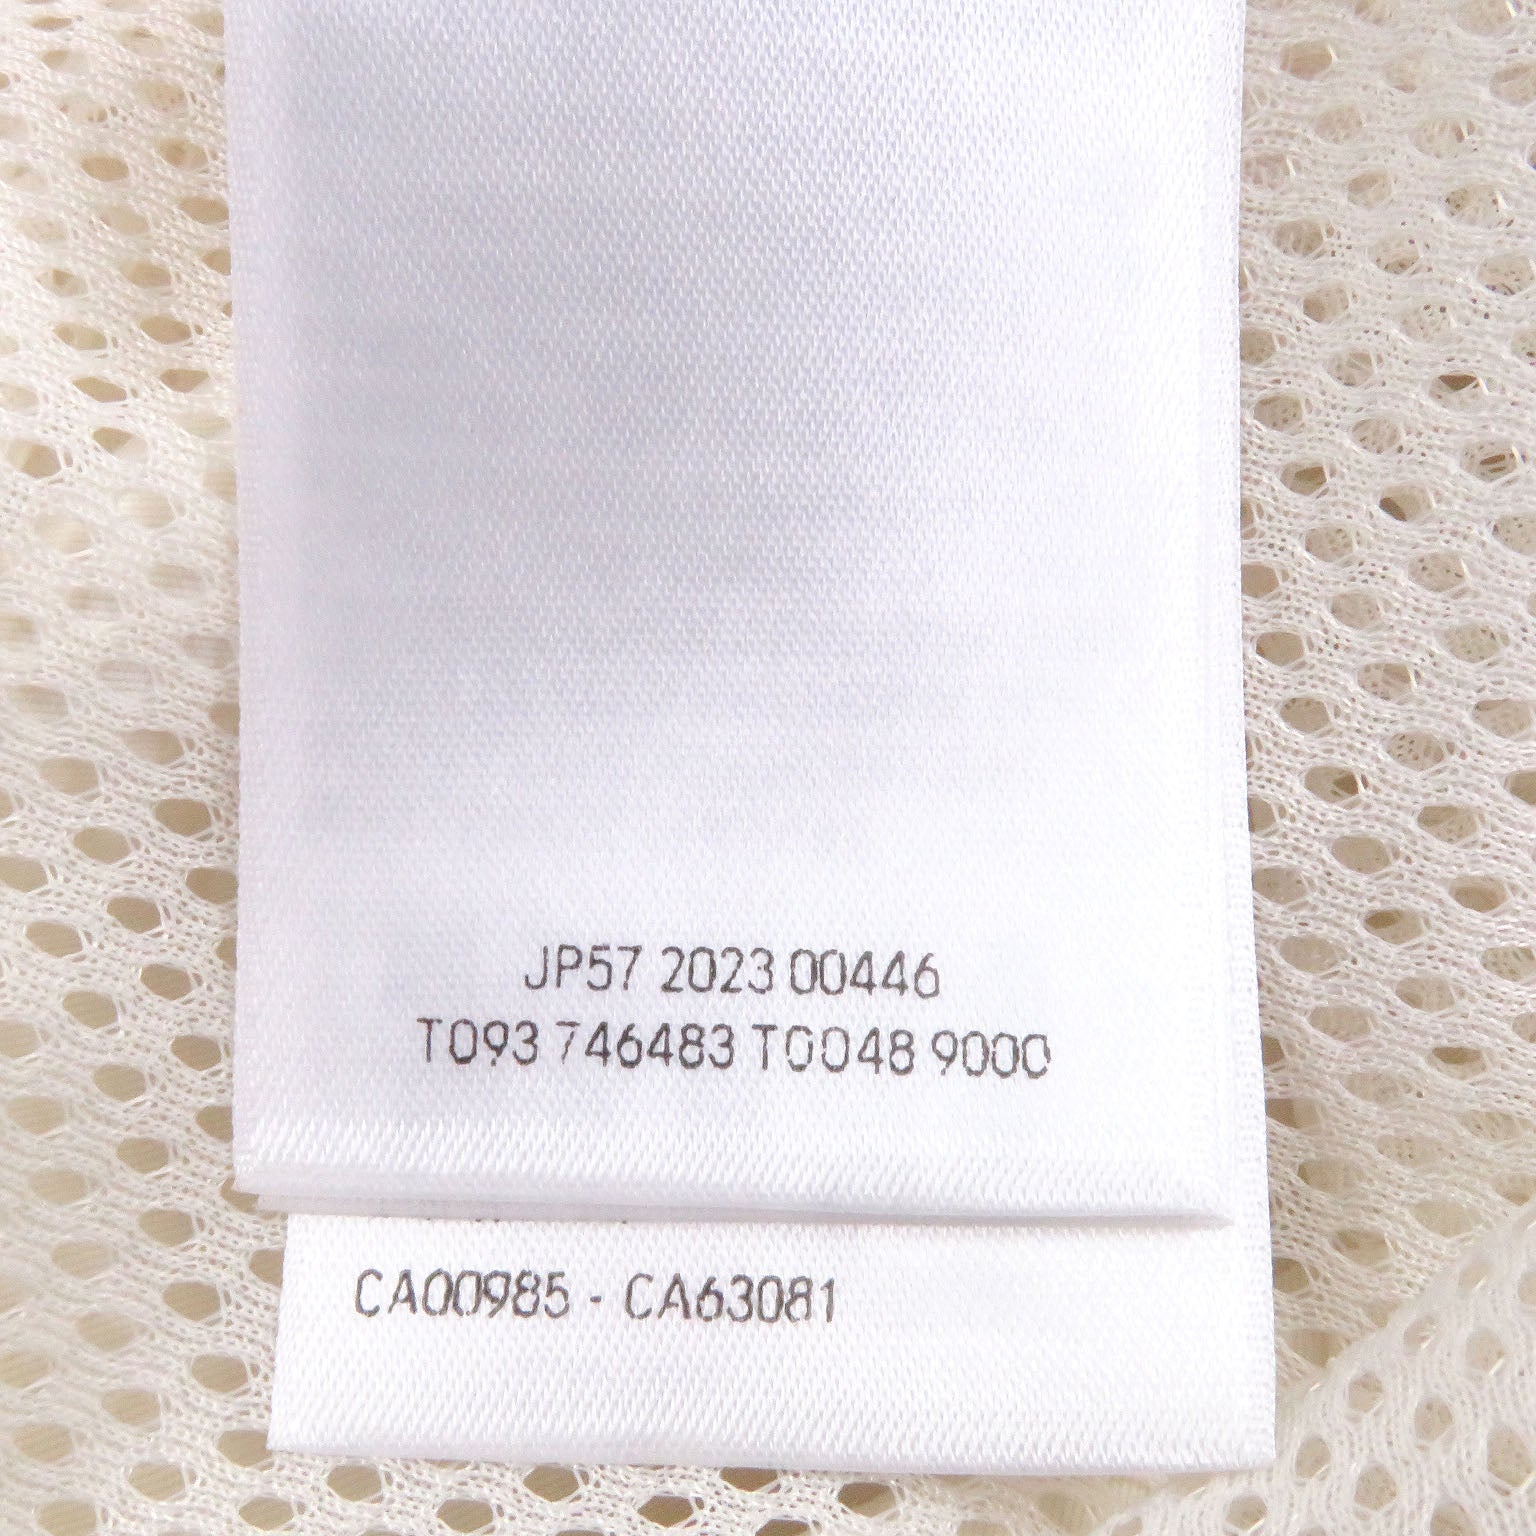 JP57 2023 00446
T093 746483 T0048 9000
CA00985 - CA63081